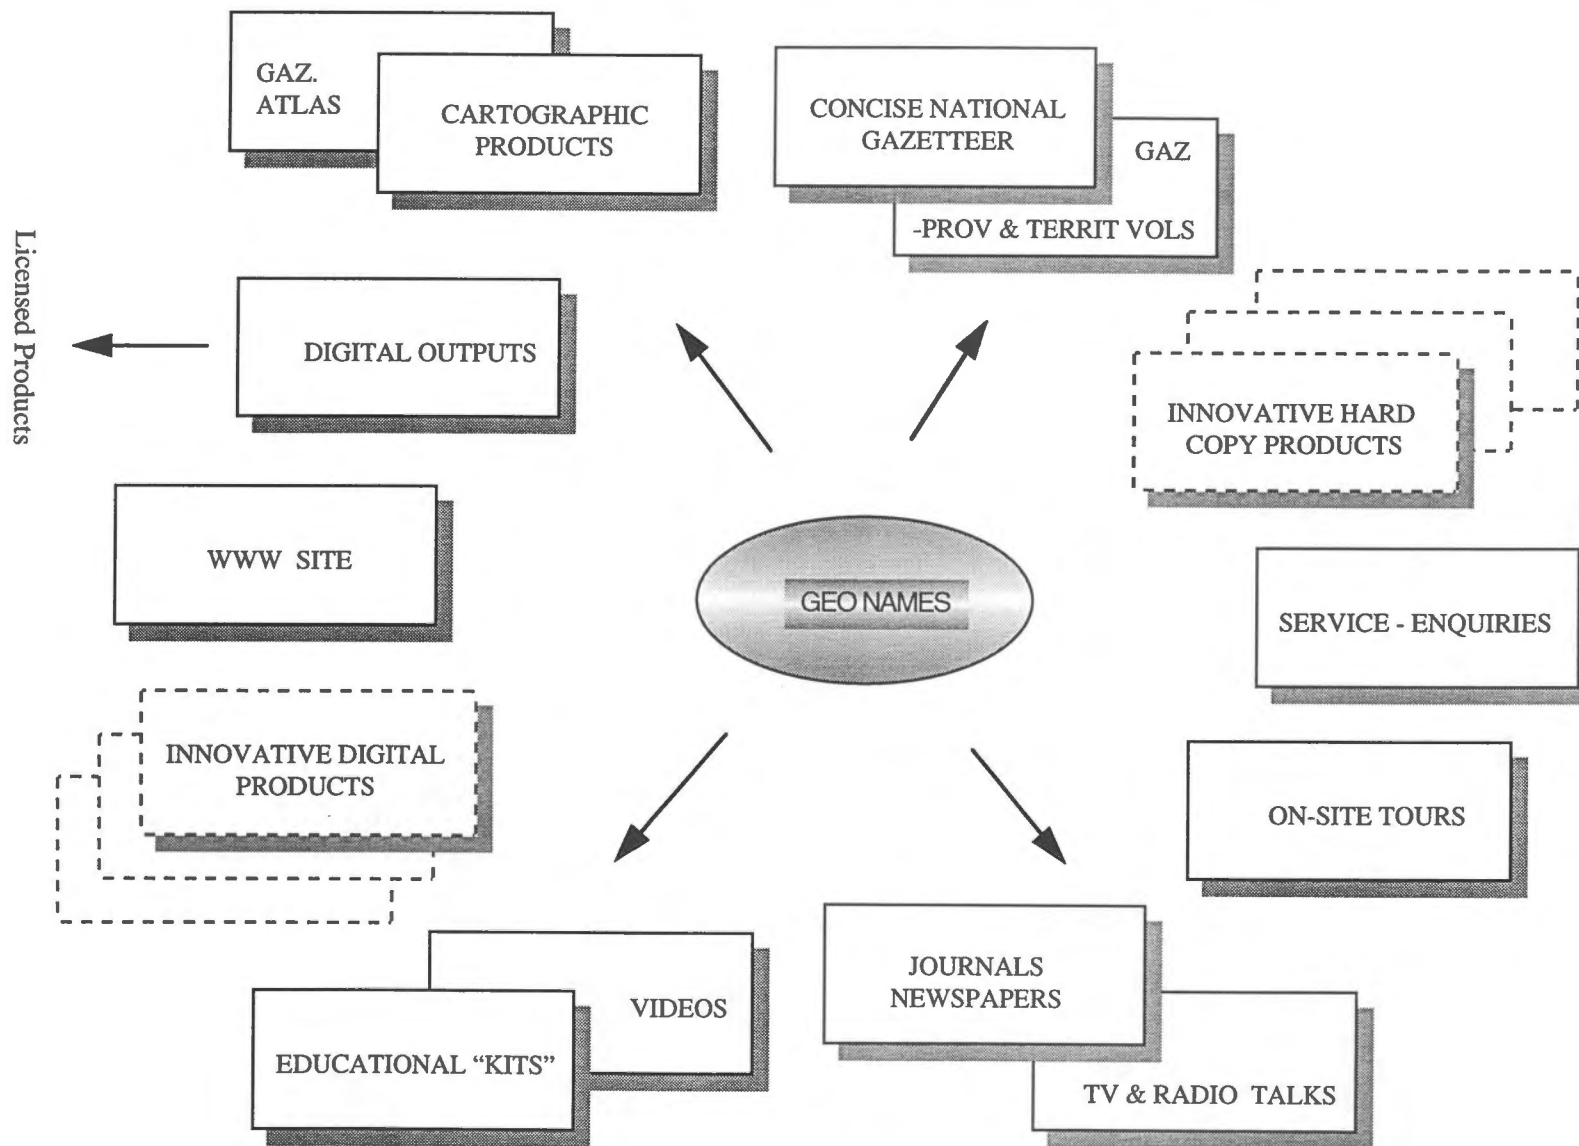 GAZ.
ATLAS
CARTOGRAPHIC
PRODUCTS
CONCISE NATIONAL
GAZETTEER
GAZ
-PROV & TERRIT VOLS
Licensed Products
DIGITAL OUTPUTS
INNOVATIVE HARD
COPY PRODUCTS
WWW SITE
GEO NAMES
SERVICE - ENQUIRIES
INNOVATIVE DIGITAL
PRODUCTS
ON-SITE TOURS
VIDEOS
EDUCATIONAL “KITS”
JOURNALS
NEWSPAPERS
TV & RADIO TALKS